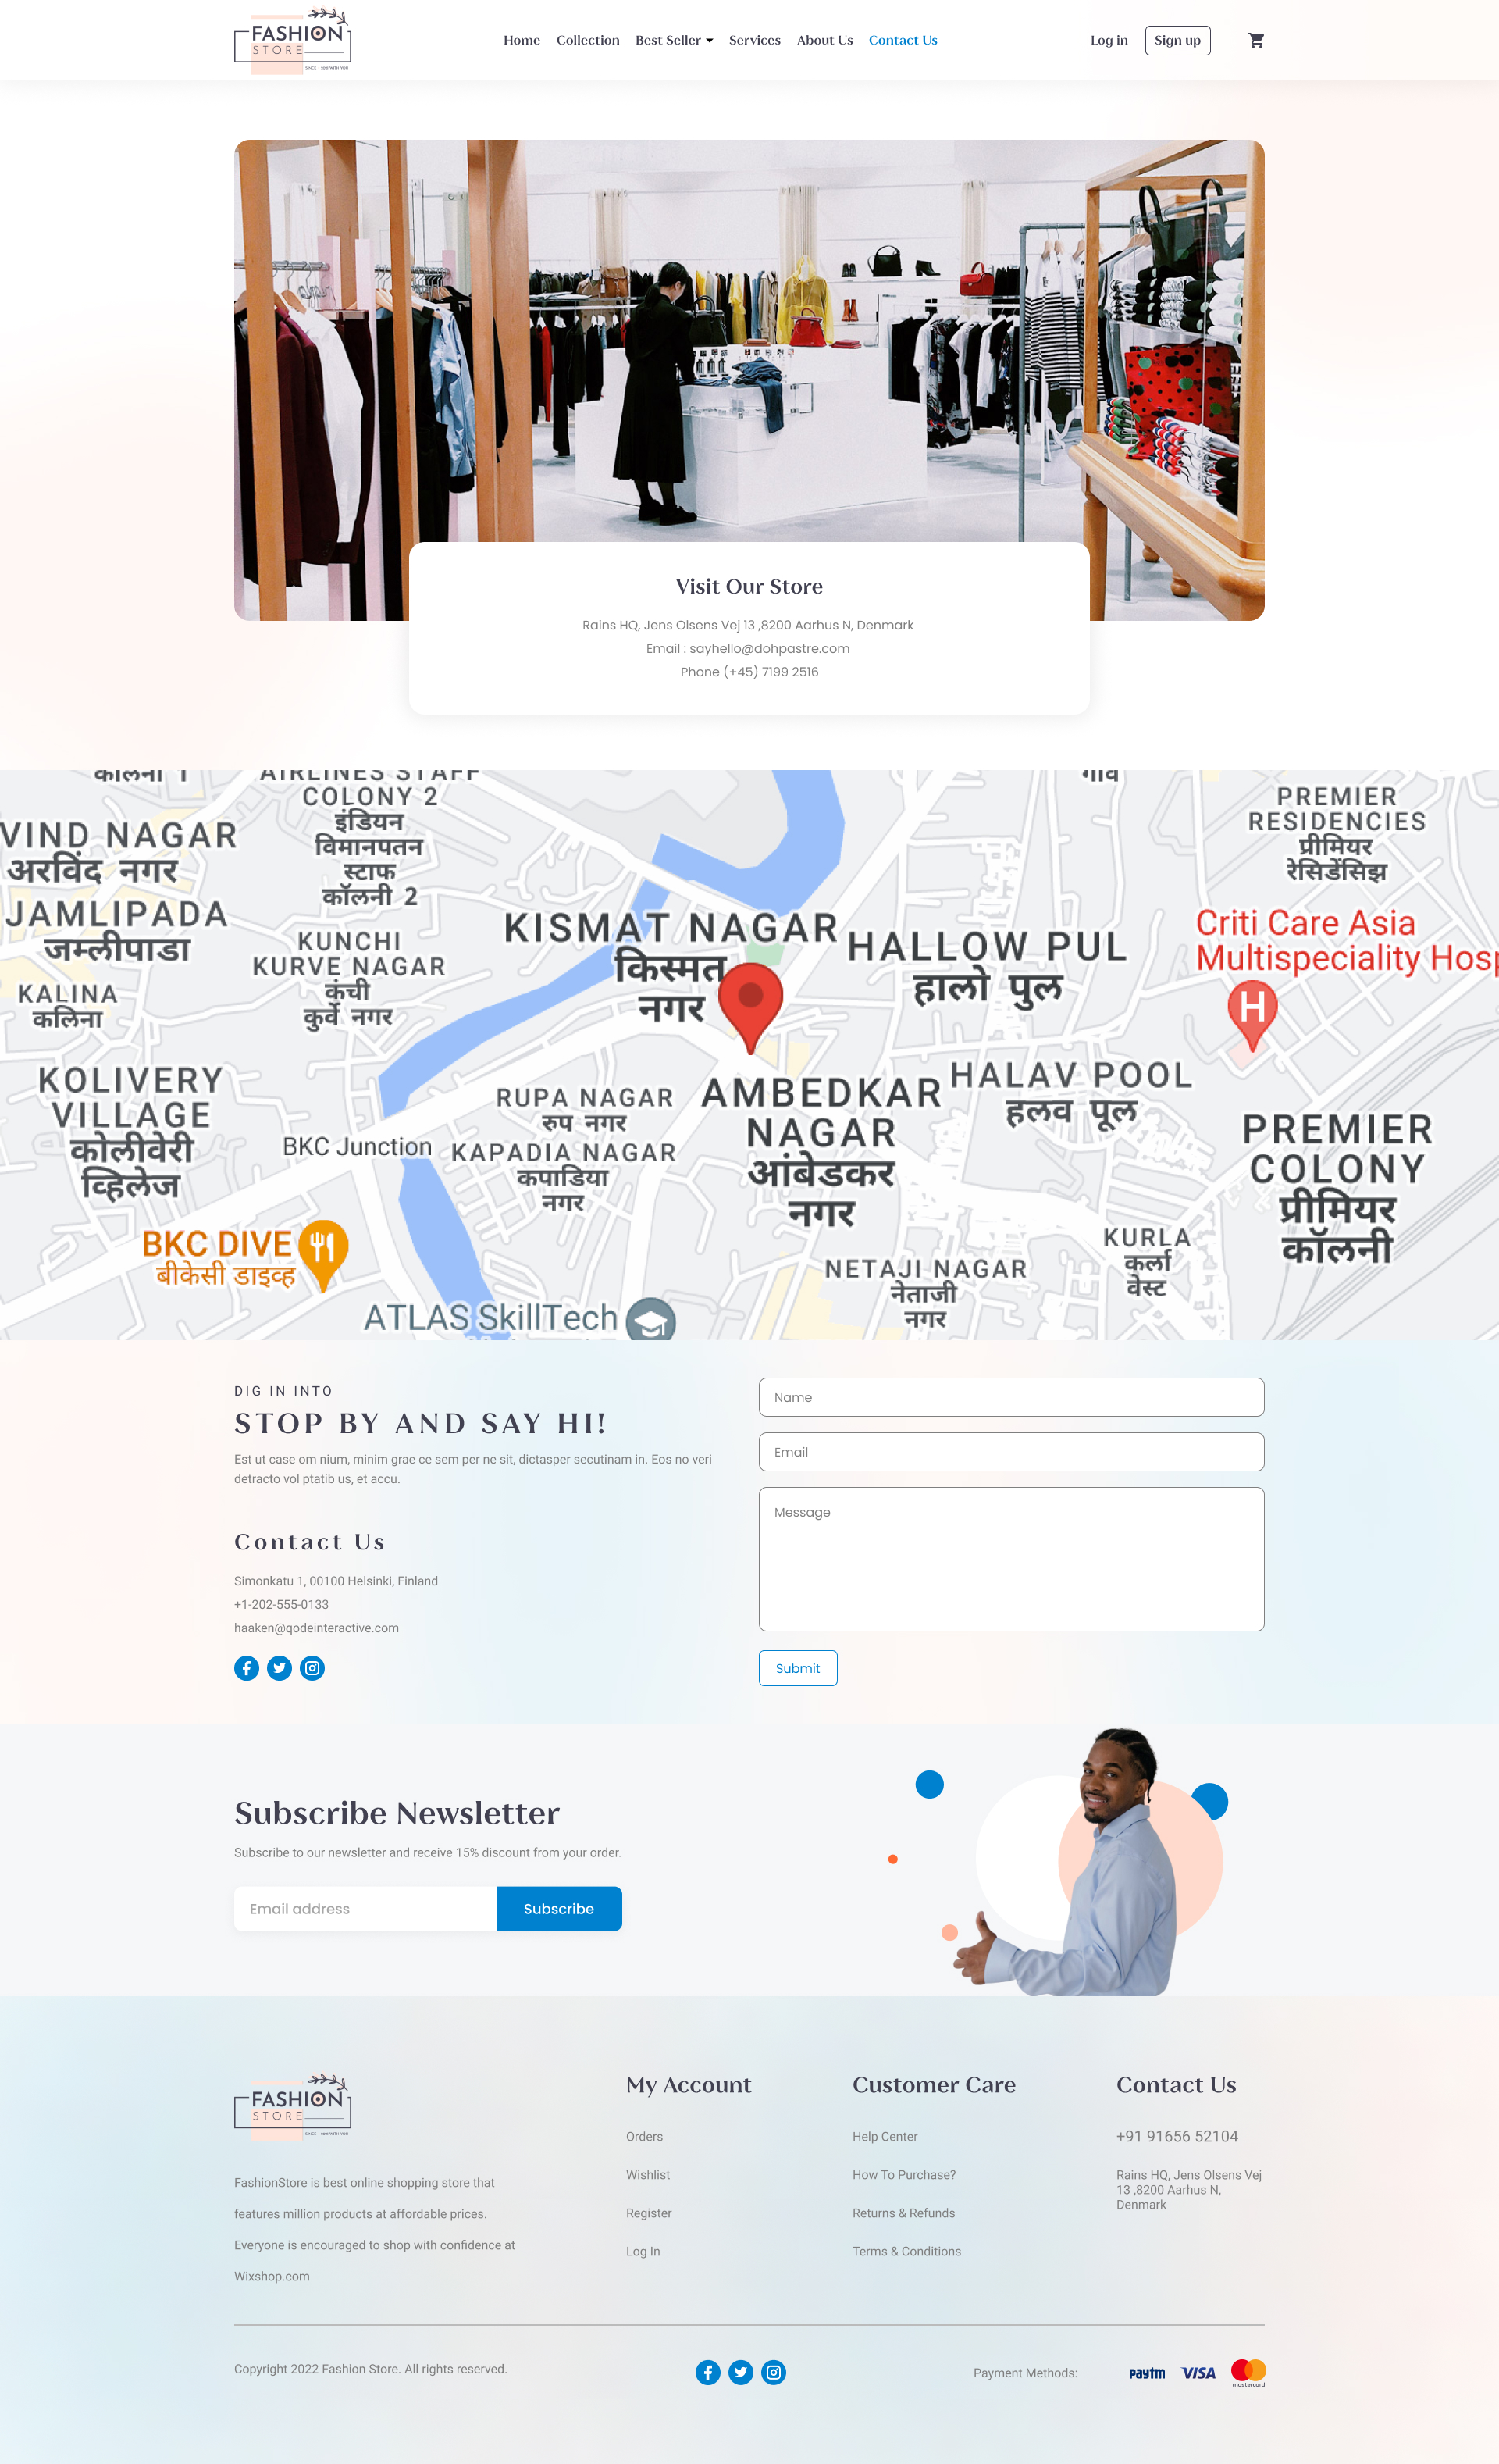 FASHION
STORE
Home Collection Best Seller Services About Us Contact Us
Log in Sign up
Visit Our Store
Rains HQ, Jens Olsens Vej 13 ,8200 Aarhus N, Denmark
Email : sayhello@dohpastre.com
Phone (+45) 7199 2516
कॉलनी 1
AIRLINES STAFF
COLONY 2
इंडियन
विमानपतन
स्टाफ
कॉलनी 2
गांव
PREMIER
RESIDENCIES
प्रीमियर
रेसिडेंसिझ
VIND NAGAR
अरविंद नगर
JAMLIPADA
जम्लीपाडा
KUNCHI
KURVE NAGAR
कंची
कुर्वे नगर
KALINA
कलिना
KISMAT NAGAR
किस्मत
नगर
HALLOW PUL
हालो पुल
Criti Care Asia
Multispeciality Hosp
H
KOLIVERY
VILLAGE
कोलीवेरी
व्हिलेज
BKC Junction
RUPA NAGAR
रुप नगर
KAPADIA NAGAR
कपाडिया
नगर
AMBEDKAR
NAGAR
आंबेडकर
नगर
HALAV POOL
हलव पूल
PREMIER
COLONY
प्रीमियर
कॉलनी
BKC DIVE
बीकेसी डाइव्ह
KURLA
कर्ला
वेस्ट
NETAJI NAGAR
नेताजी
नगर
ATLAS SkillTech
DIG IN INTO
STOP BY AND SAY HI!
Est ut case om nium, minim grae ce sem per ne sit, dictasper secutinam in. Eos no veri
detracto vol ptatib us, et accu.
Contact Us
Simonkatu 1, 00100 Helsinki, Finland
+1-202-555-0133
haaken@qodeinteractive.com
Name
Email
Message
Submit
Subscribe Newsletter
Subscribe to our newsletter and receive 15% discount from your order.
Email address
Subscribe
FASHION
STORE
FashionStore is best online shopping store that
features million products at affordable prices.
Everyone is encouraged to shop with confidence at
Wixshop.com
My Account
Orders
Wishlist
Register
Log In
Customer Care
Help Center
How To Purchase?
Returns & Refunds
Terms & Conditions
Contact Us
+91 91656 52104
Rains HQ, Jens Olsens Vej
13 ,8200 Aarhus N,
Denmark
Copyright 2022 Fashion Store. All rights reserved.
Payment Methods:
paytm
VISA
mastercard